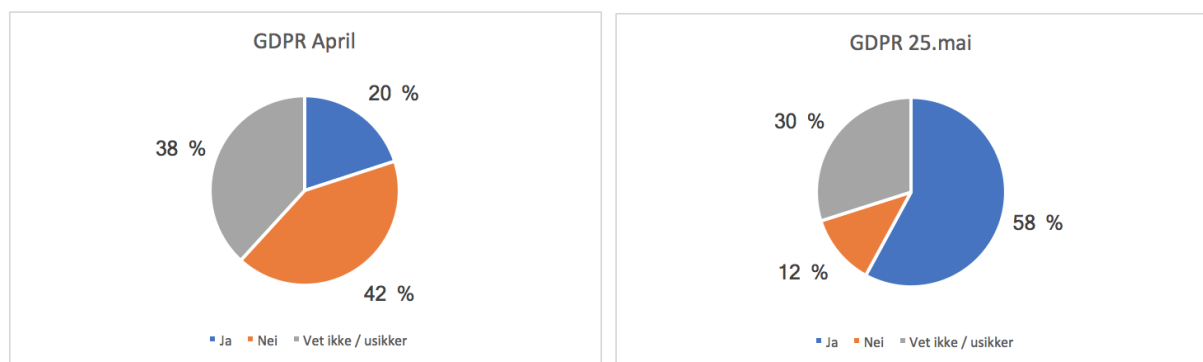 GDPR April
20 %
38 %
42 %
Ja Nei Vet ikke / usikker
GDPR 25.mai
30 %
58 %
12 %
Ja Nei Vet ikke / usikker